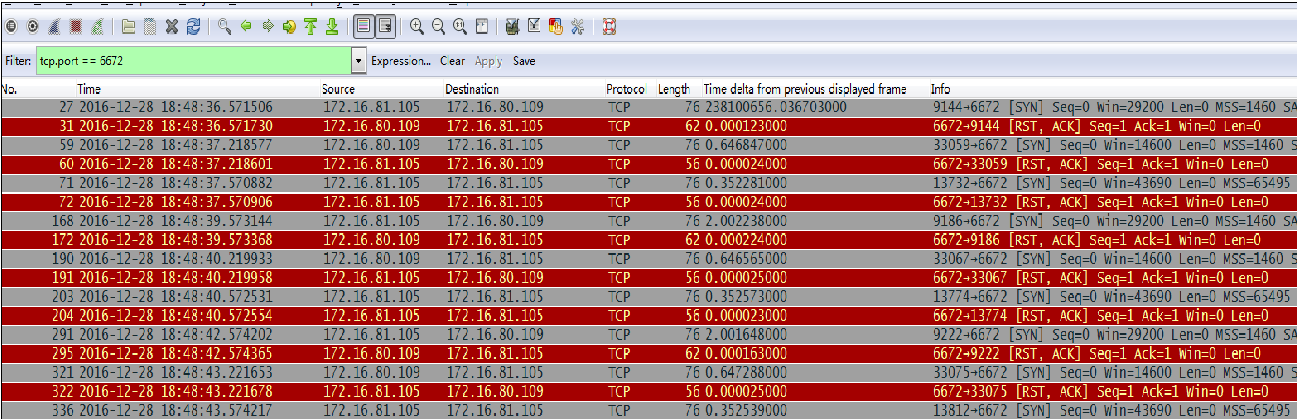 Filter: tcp.port == 6672 Expression... Clear Apply Save
No. Time Source Destination Protocol Length Time delta from previous displayed frame Info
27 2016-12-28 18:48:36.571506 172.16.81.105 172.16.80.109 TCP 76 238100656.036703000 9144→6672 [SYN] Seq=0 Win=29200 Len=0 MSS=1460 SA
31 2016-12-28 18:48:36.571730 172.16.80.109 172.16.81.105 TCP 62 0.000123000 6672→9144 [RST, ACK] Seq=1 Ack=1 Win=0 Len=0
59 2016-12-28 18:48:37.218577 172.16.80.109 172.16.81.105 TCP 76 0.646847000 33059→6672 [SYN] Seq=0 Win=14600 Len=0 MSS=1460 S
60 2016-12-28 18:48:37.218601 172.16.81.105 172.16.80.109 TCP 56 0.000024000 6672→33059 [RST, ACK] Seq=1 Ack=1 Win=0 Len=0
71 2016-12-28 18:48:37.570882 172.16.81.105 172.16.81.105 TCP 76 0.352281000 13732→6672 [SYN] Seq=0 Win=43690 Len=0 MSS=65495
72 2016-12-28 18:48:37.570906 172.16.81.105 172.16.81.105 TCP 56 0.000024000 6672→13732 [RST, ACK] Seq=1 Ack=1 Win=0 Len=0
168 2016-12-28 18:48:39.573144 172.16.81.105 172.16.80.109 TCP 76 2.002238000 9186→6672 [SYN] Seq=0 Win=29200 Len=0 MSS=1460 SA
172 2016-12-28 18:48:39.573368 172.16.80.109 172.16.81.105 TCP 62 0.000224000 6672→9186 [RST, ACK] Seq=1 Ack=1 Win=0 Len=0
190 2016-12-28 18:48:40.219933 172.16.80.109 172.16.81.105 TCP 76 0.646565000 33067→6672 [SYN] Seq=0 Win=14600 Len=0 MSS=1460 S
191 2016-12-28 18:48:40.219958 172.16.81.105 172.16.80.109 TCP 56 0.000025000 6672→33067 [RST, ACK] Seq=1 Ack=1 Win=0 Len=0
203 2016-12-28 18:48:40.572531 172.16.81.105 172.16.81.105 TCP 76 0.352573000 13774→6672 [SYN] Seq=0 Win=43690 Len=0 MSS=65495
204 2016-12-28 18:48:40.572554 172.16.81.105 172.16.81.105 TCP 56 0.000023000 6672→13774 [RST, ACK] Seq=1 Ack=1 Win=0 Len=0
291 2016-12-28 18:48:42.574202 172.16.81.105 172.16.80.109 TCP 76 2.001648000 9222→6672 [SYN] Seq=0 Win=29200 Len=0 MSS=1460 SA
295 2016-12-28 18:48:42.574365 172.16.80.109 172.16.81.105 TCP 62 0.000163000 6672→9222 [RST, ACK] Seq=1 Ack=1 Win=0 Len=0
321 2016-12-28 18:48:43.221653 172.16.80.109 172.16.81.105 TCP 76 0.647288000 33075→6672 [SYN] Seq=0 Win=14600 Len=0 MSS=1460 S
322 2016-12-28 18:48:43.221678 172.16.81.105 172.16.80.109 TCP 56 0.000025000 6672→33075 [RST, ACK] Seq=1 Ack=1 Win=0 Len=0
336 2016-12-28 18:48:43.574217 172.16.81.105 172.16.81.105 TCP 76 0.352539000 13812→6672 [SYN] Seq=0 Win=43690 Len=0 MSS=65495